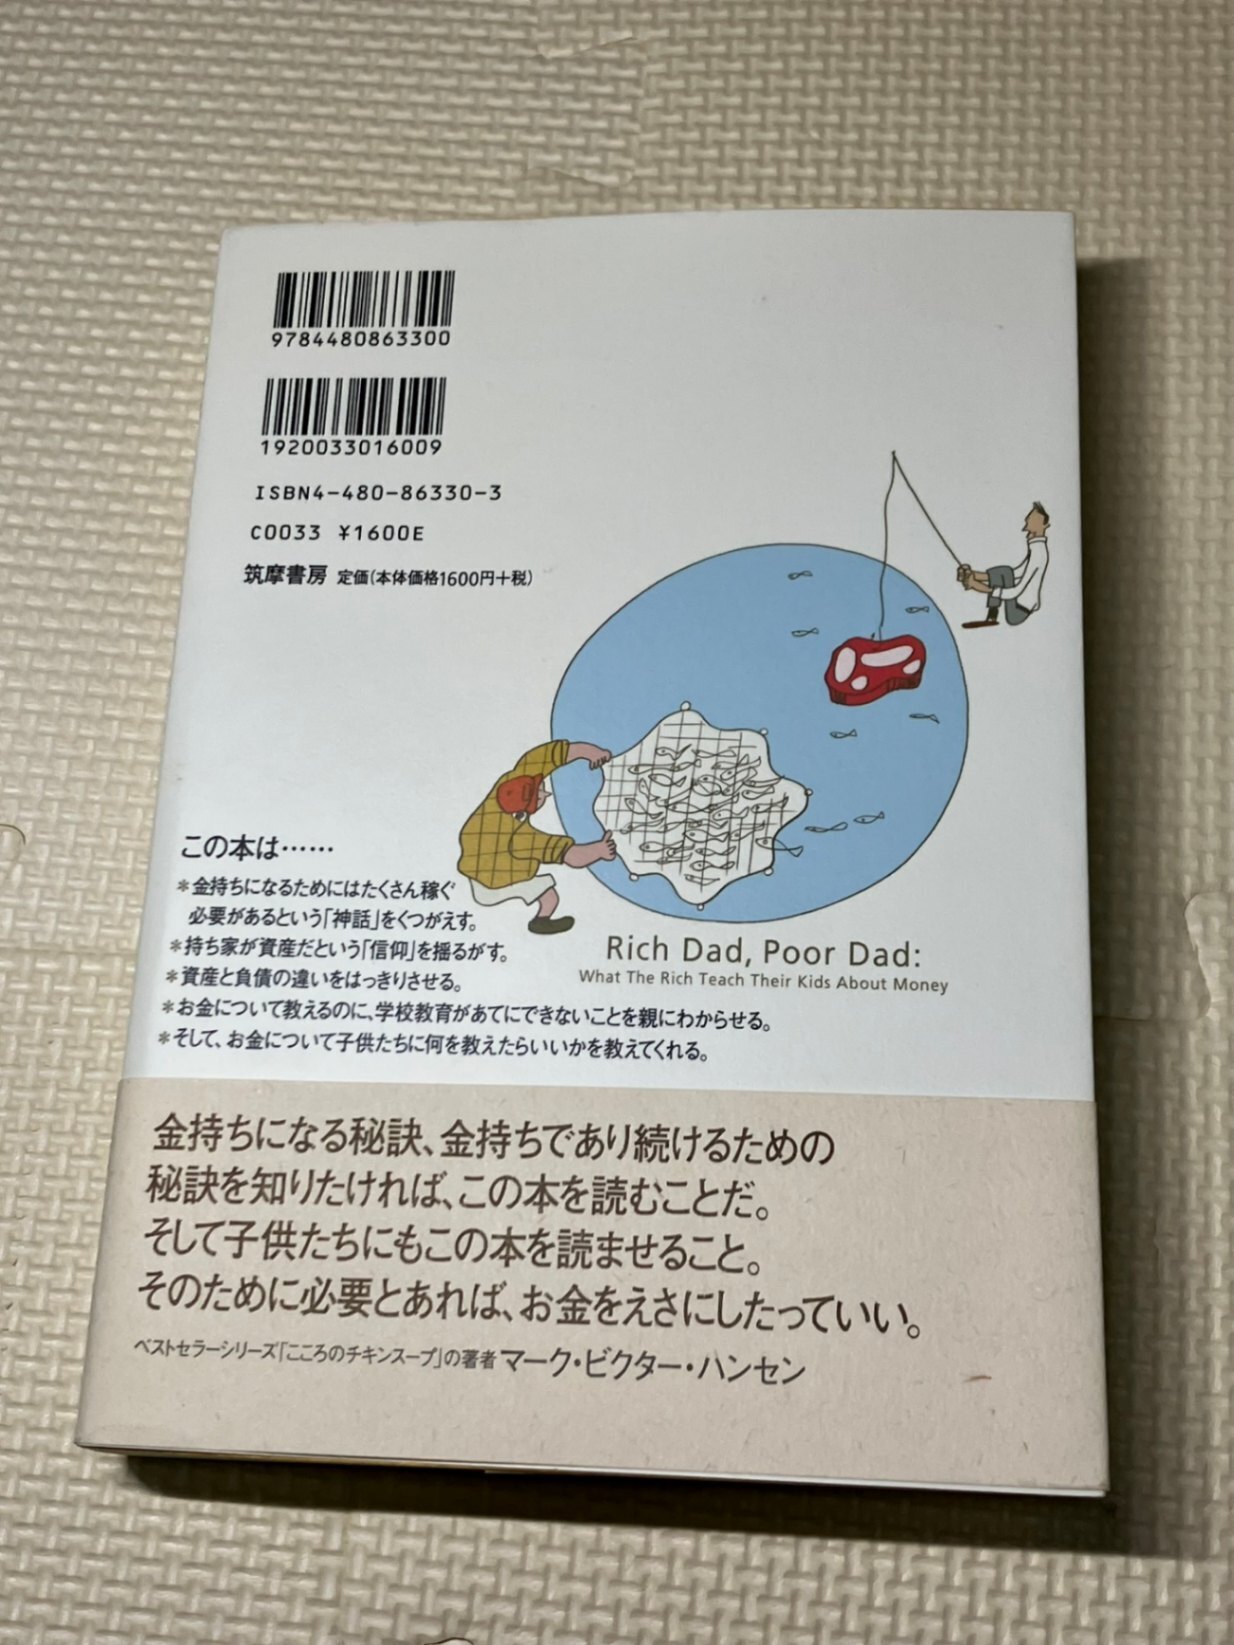 9784480863300
1920033016009
ISBN4-480-86330-3
C0033 ¥1600E
筑摩書房 定価(本体価格1600円+税)
この本は……
*金持ちになるためにはたくさん稼ぐ
必要があるという「神話」をくつがえす。
*持ち家が資産だという「信仰」を揺るがす。
*資産と負債の違いをはっきりさせる。
*お金について教えるのに、学校教育があてにできないことを親にわからせる。
*そして、お金について子供たちに何を教えたらいいかを教えてくれる。
Rich Dad, Poor Dad:
What The Rich Teach Their Kids About Money
金持ちになる秘訣、金持ちであり続けるための
秘訣を知りたければ、この本を読むことだ。
そして子供たちにもこの本を読ませること。
そのために必要とあれば、お金をえさにしたっていい。
ベストセラーシリーズ「こころのチキンスープ」の著者 マーク・ビクター・ハンセン